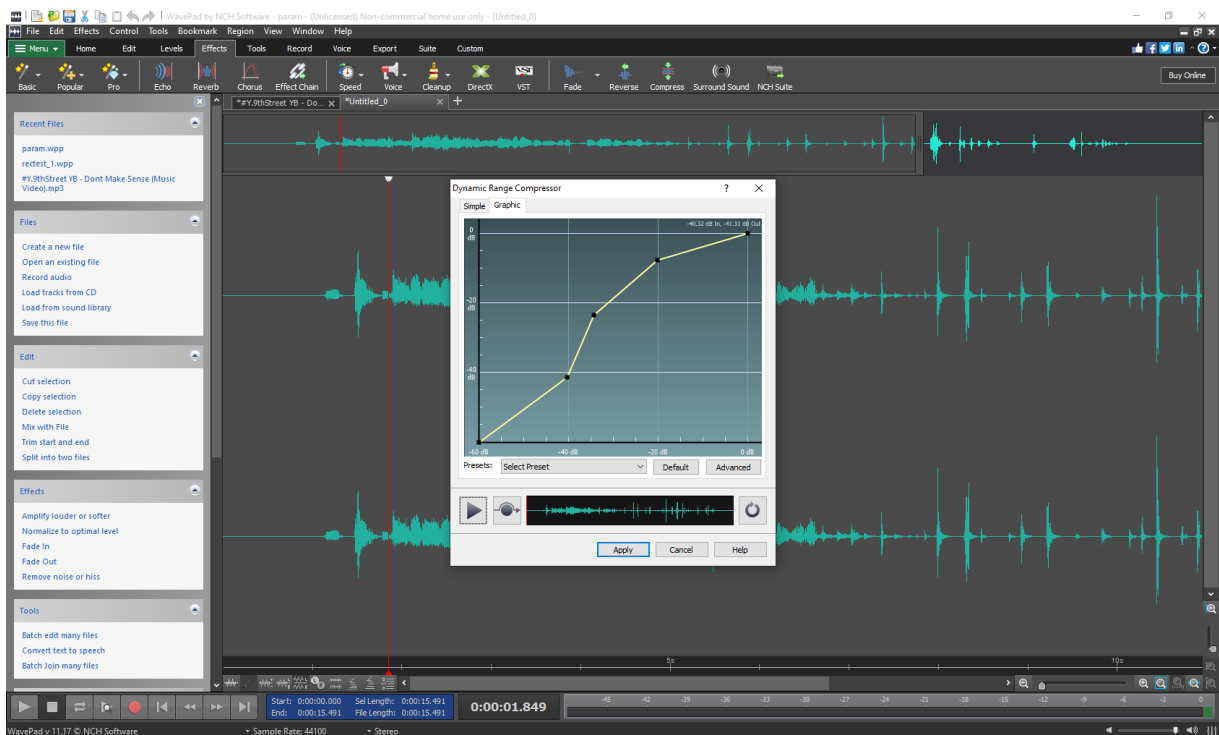 WavePad by NCH Software - param - (Unlicensed) Non-commercial home use only - [Untitled_0]
File Edit Effects Control Tools Bookmark Region View Window Help
Menu Home Edit Levels Effects Tools Record Voice Export Suite Custom
Basic Popular Pro Echo Reverb Chorus Effect Chain Speed Voice Cleanup DirectX VST Fade Reverse Compress Surround Sound NCH Suite Buy Online
*#Y.9thStreet YB - Do... x *Untitled_0 x +
Recent Files
param.wpp
rectest_1.wpp
#Y.9thStreet YB - Dont Make Sense (Music
Video).mp3
Files
Create a new file
Open an existing file
Record audio
Load tracks from CD
Load from sound library
Save this file
Edit
Cut selection
Copy selection
Delete selection
Mix with File
Trim start and end
Split into two files
Effects
Amplify louder or softer
Normalize to optimal level
Fade In
Fade Out
Remove noise or hiss
Tools
Batch edit many files
Convert text to speech
Batch Join many files
Dynamic Range Compressor ?
Simple Graphic
-40.32 dB In, -41.31 dB Out
0
dB
-20
dB
-40
dB
-60 dB -40 dB -20 dB 0 dB
Presets: Select Preset Default Advanced
Apply Cancel Help
5s 10s
Start: 0:00:00.000 Sel Length: 0:00:15.491
End: 0:00:15.491 File Length: 0:00:15.491
0:00:01.849
-45 -42 -39 -36 -33 -30 -27 -24 -21 -18 -15 -12 -9 -6 -3 0
WavePad v 11.17 © NCH Software Sample Rate: 44100 Stereo